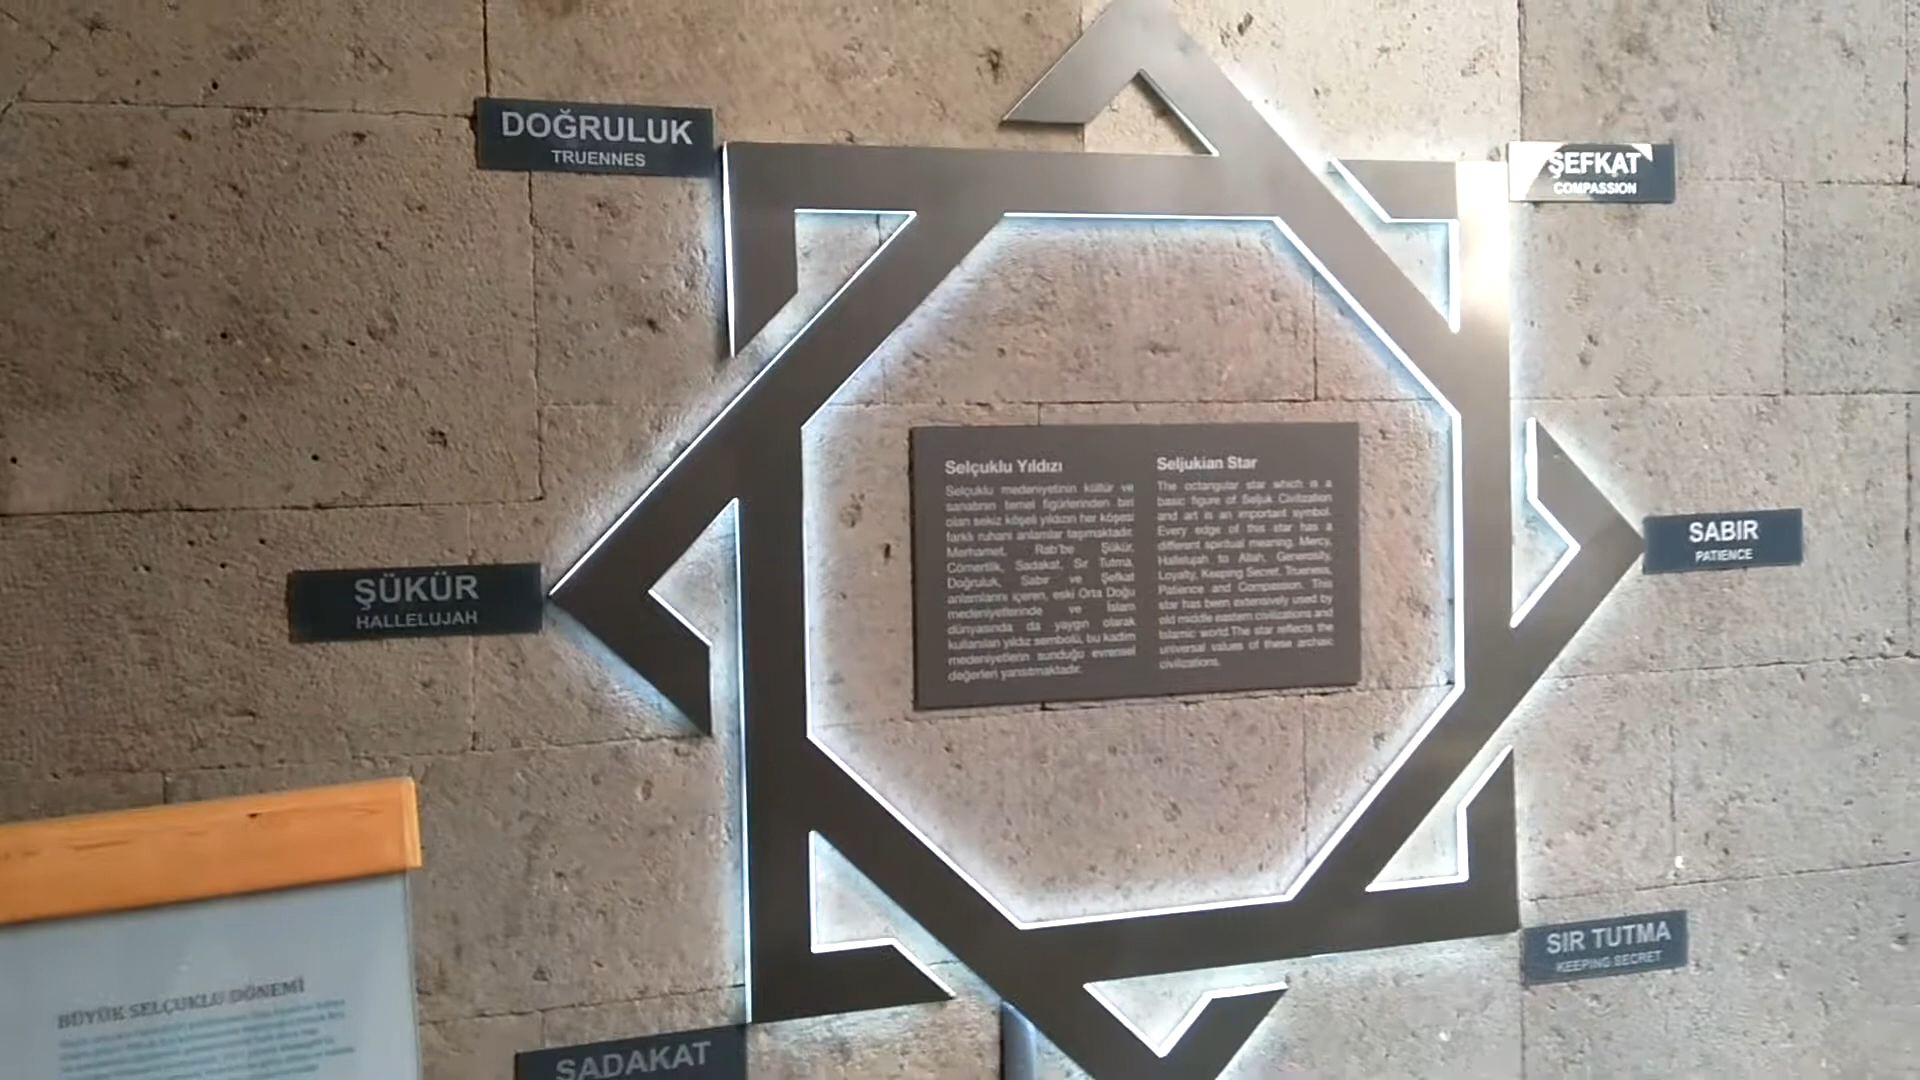 DOĞRULUK
TRUENNES
ŞEFKAT
COMPASSION
ŞÜKÜR
HALLELUJAH
Selçuklu Yıldızı
Selçuklu medeniyetinin kültür ve
sanatının temel figürlerinden biri
olan sekiz köşeli yıldızın her köşesi
farklı ruhani anlamlar taşımaktadır.
Merhamet, Rab'be Şükür,
Cömertlik, Sadakat, Sır Tutma,
Doğruluk, Sabır ve Şefkat
anlamlarını içeren, eski Orta Doğu
medeniyetlerinde ve İslam
dünyasında da yaygın olarak
kullanılan yıldız sembolü, bu kadim
medeniyetlerin sunduğu evrensel
değerleri yansıtmaktadır.
Seljukian Star
The octangular star which is a
basic figure of Seljuk Civilization
and art is an important symbol.
Every edge of this star has a
different spiritual meaning. Mercy,
Hallelujah to Allah, Generosity,
Loyalty, Keeping Secret, Trueness,
Patience and Compassion. This
star has been extensively used by
old middle eastern civilizations and
Islamic world.The star reflects the
universal values of these archaic
civilizations.
SABIR
PATIENCE
SIR TUTMA
KEEPING SECRET
SADAKAT
BÜYÜK SELÇUKLU DÖNEMİ